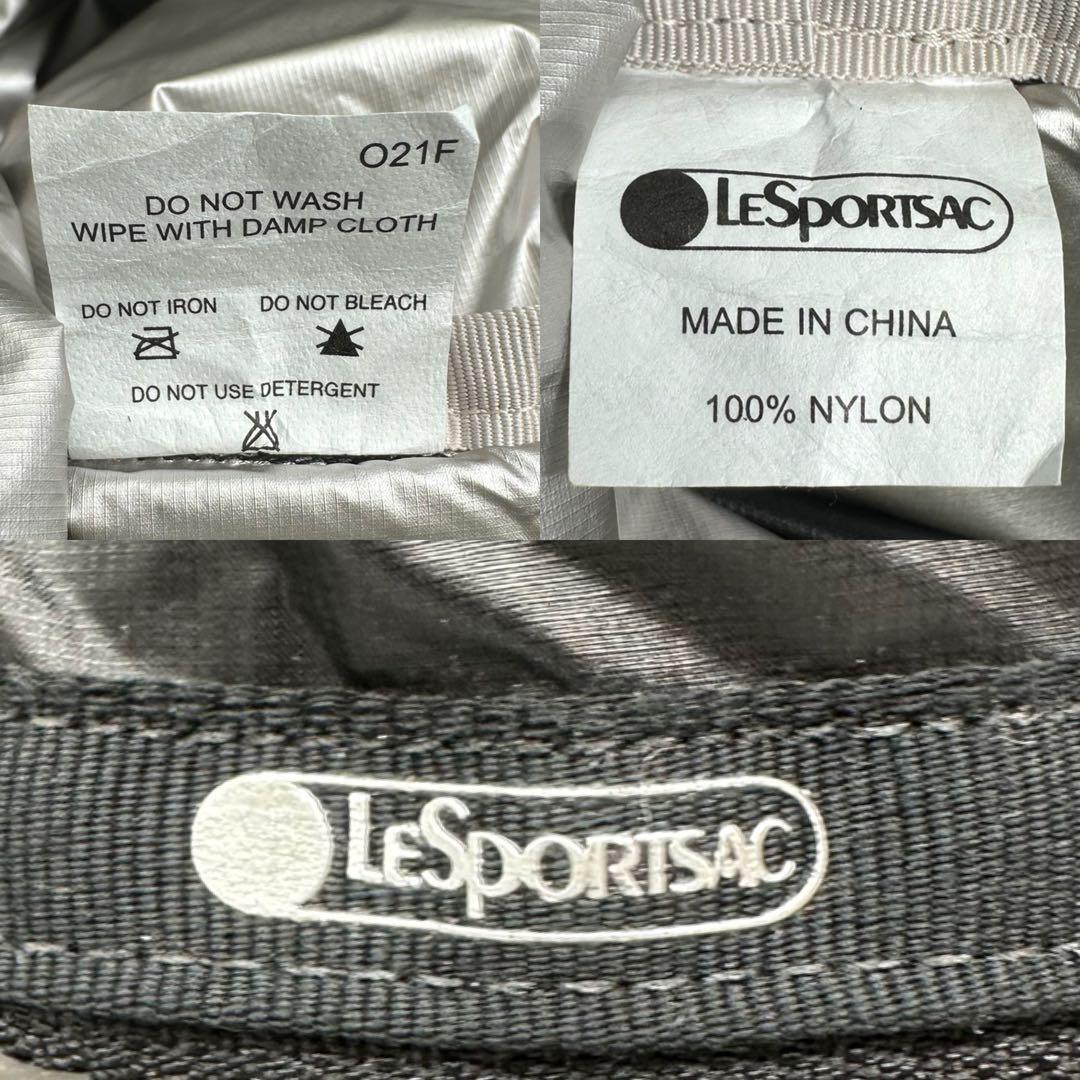 O21F
DO NOT WASH
WIPE WITH DAMP CLOTH
DO NOT IRON DO NOT BLEACH
DO NOT USE DETERGENT
LESPORTSAC
MADE IN CHINA
100% NYLON
LESPORTSAC